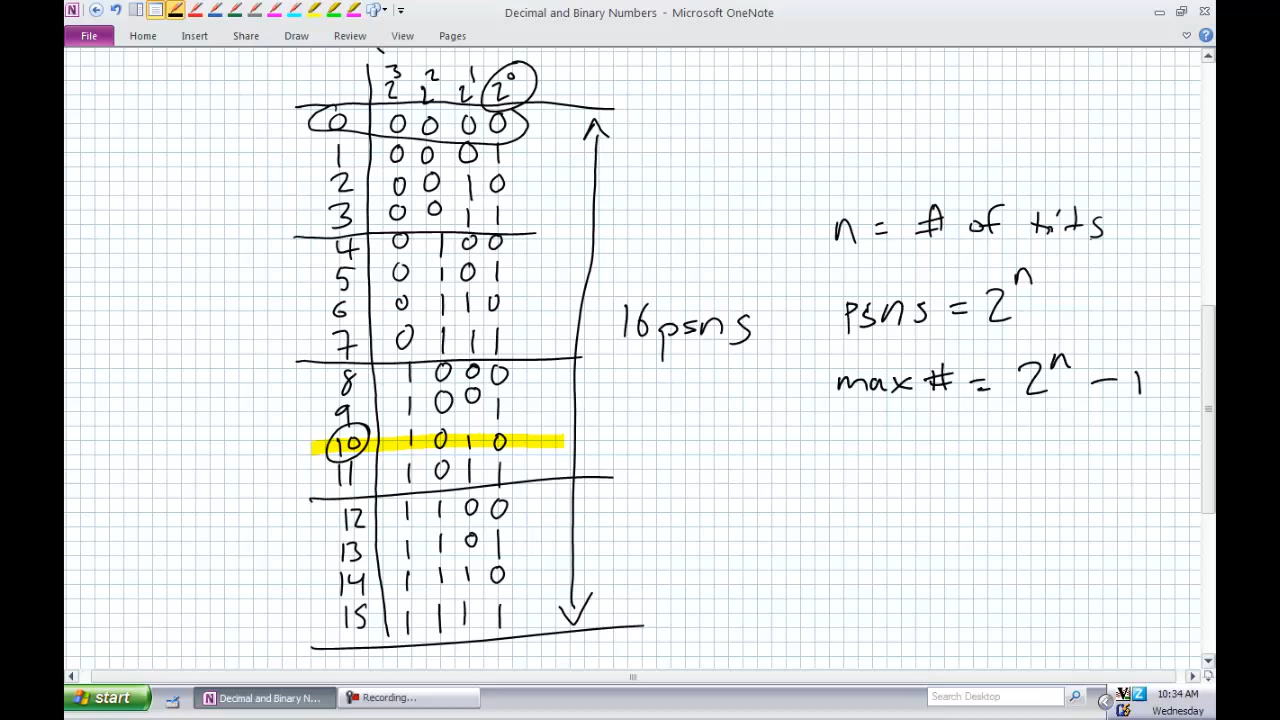 Decimal and Binary Numbers - Microsoft OneNote
File Home Insert Share Draw Review View Pages
2³ 2² 2¹ 2⁰
0 0 0 0 0
1 0 0 0 1
2 0 0 1 0
3 0 0 1 1
4 0 1 0 0
5 0 1 0 1
6 0 1 1 0
7 0 1 1 1
8 1 0 0 0
9 1 0 0 1
10 1 0 1 0
11 1 0 1 1
12 1 1 0 0
13 1 1 0 1
14 1 1 1 0
15 1 1 1 1
16 psns
n = # of bits
psns = 2ⁿ
max # = 2ⁿ - 1
start Decimal and Binary N... Recording... Search Desktop 10:34 AM
Wednesday